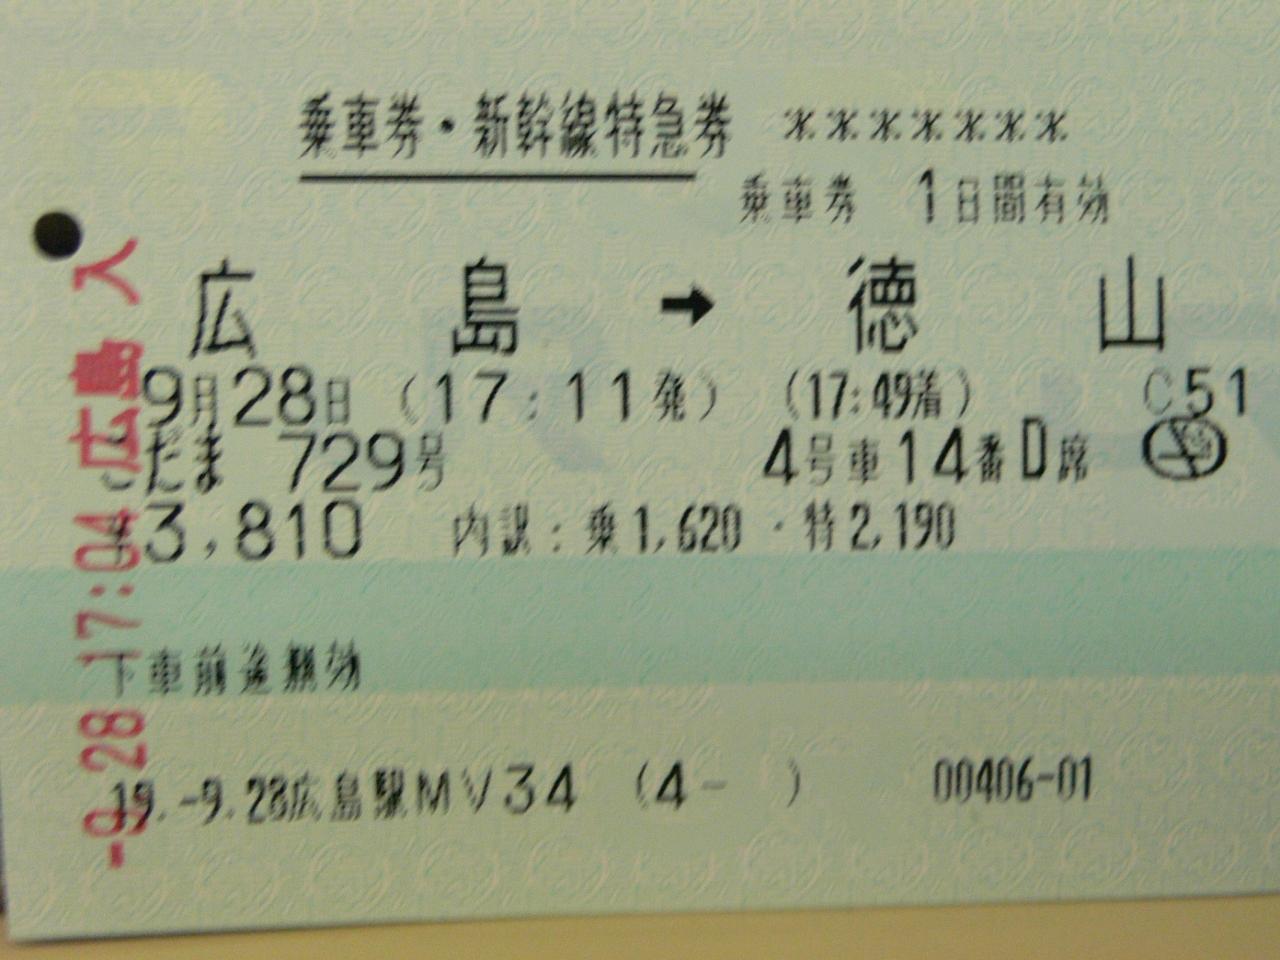 乗車券・新幹線特急券 *******
乗車券 1日間有効
広島 → 徳山
9月28日 (17:11発) (17:49着) C51
こだま 729号 4号車14番D席
¥3,810 内訳:乗1,620・特2,190
下車前途無効
19.-9.28広島駅MV34 (4- ) 00406-01
-9.28 17:04 広島 入